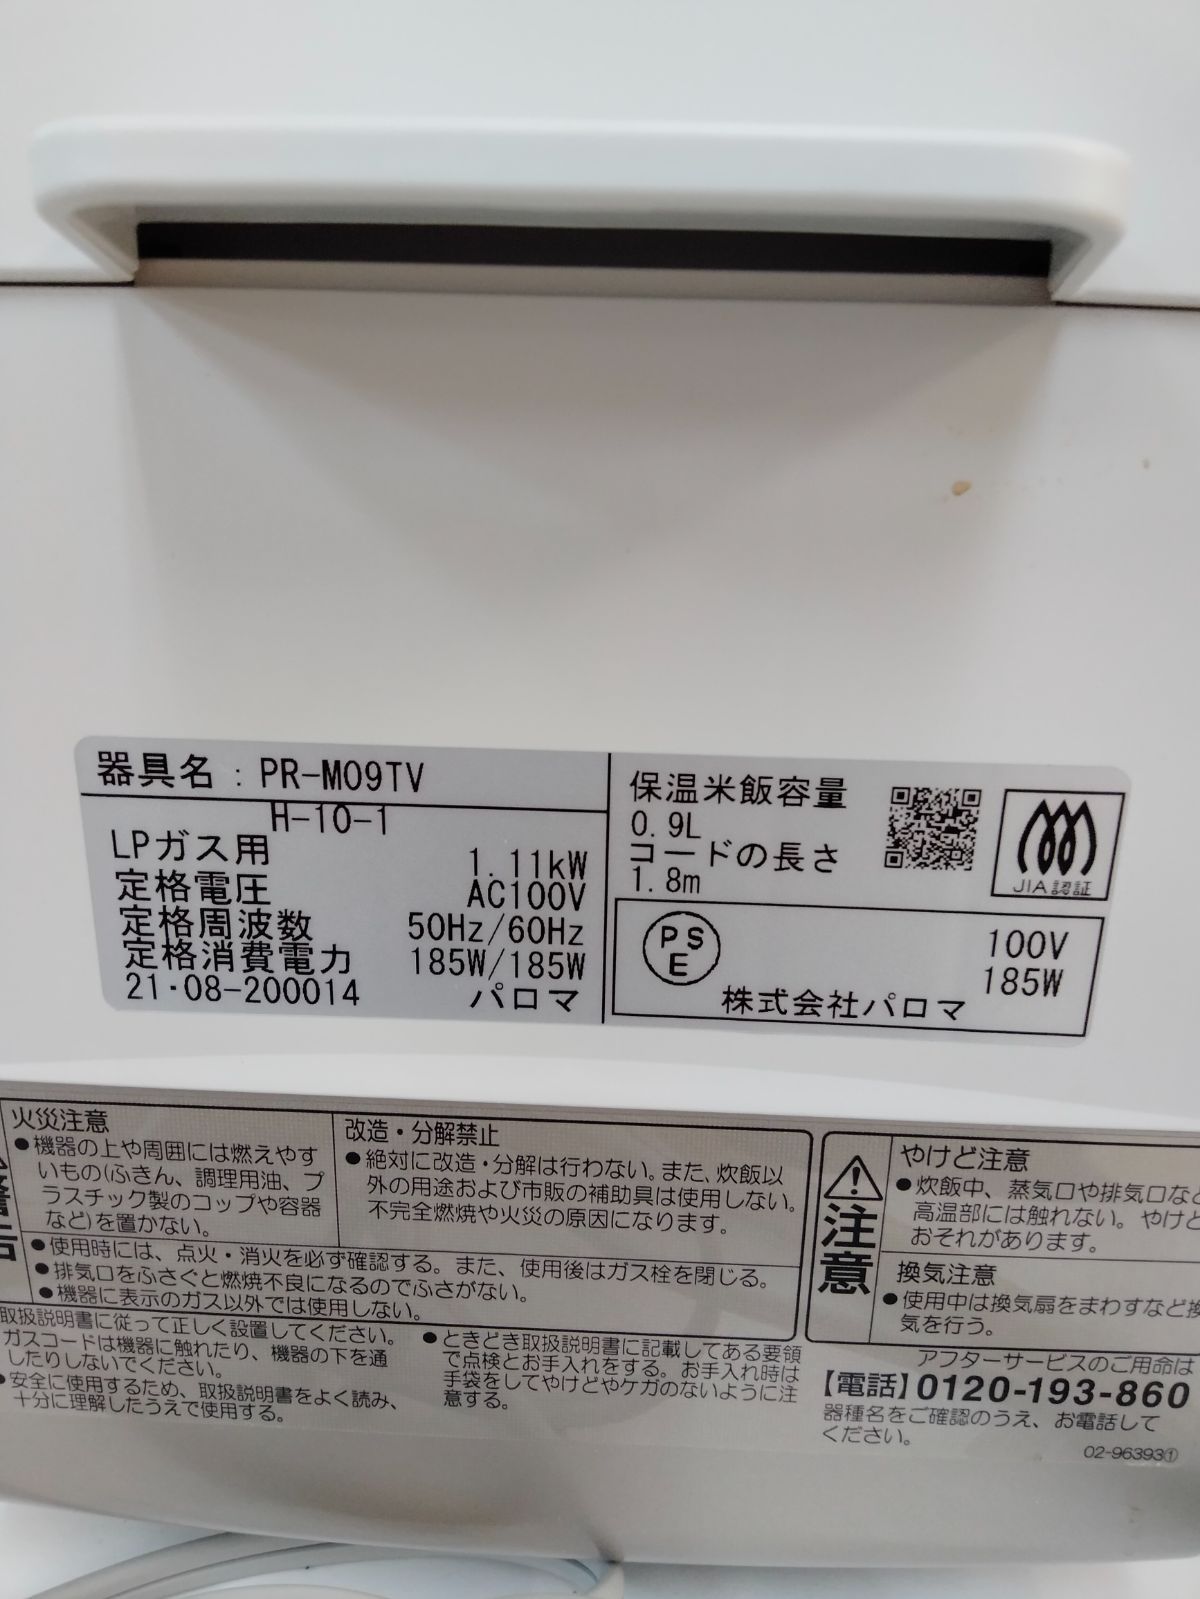 器具名：PR-M09TV
H-10-1
LPガス用 1.11kW
定格電圧 AC100V
定格周波数 50Hz/60Hz
定格消費電力 185W/185W
21・08-200014 パロマ
保温米飯容量
0.9L
コードの長さ
1.8m
JIA認証
PSE
100V
185W
株式会社パロマ
警告
火災注意
●機器の上や周囲には燃えやす
いもの(ふきん、調理用油、プ
ラスチック製のコップや容器
など)を置かない。
改造・分解禁止
●絶対に改造・分解は行わない。また、炊飯以
外の用途および市販の補助具は使用しない。
不完全燃焼や火災の原因になります。
●使用時には、点火・消火を必ず確認する。また、使用後はガス栓を閉じる。
●排気口をふさぐと燃焼不良になるのでふさがない。
●機器に表示のガス以外では使用しない。
取扱説明書に従って正しく設置してください。
ガスコードは機器に触れたり、機器の下を通
したりしないでください。
●安全に使用するため、取扱説明書をよく読み、
十分に理解したうえで使用する。
●ときどき取扱説明書に記載してある要領
で点検とお手入れをする。お手入れ時は
手袋をしてやけどやケガのないように注
意する。
注意
やけど注意
●炊飯中、蒸気口や排気口など
高温部には触れない。やけど
おそれがあります。
換気注意
●使用中は換気扇をまわすなど換
気を行う。
アフターサービスのご用命は
【電話】0120-193-860
器種名をご確認のうえ、お電話して
ください。
02-96393①